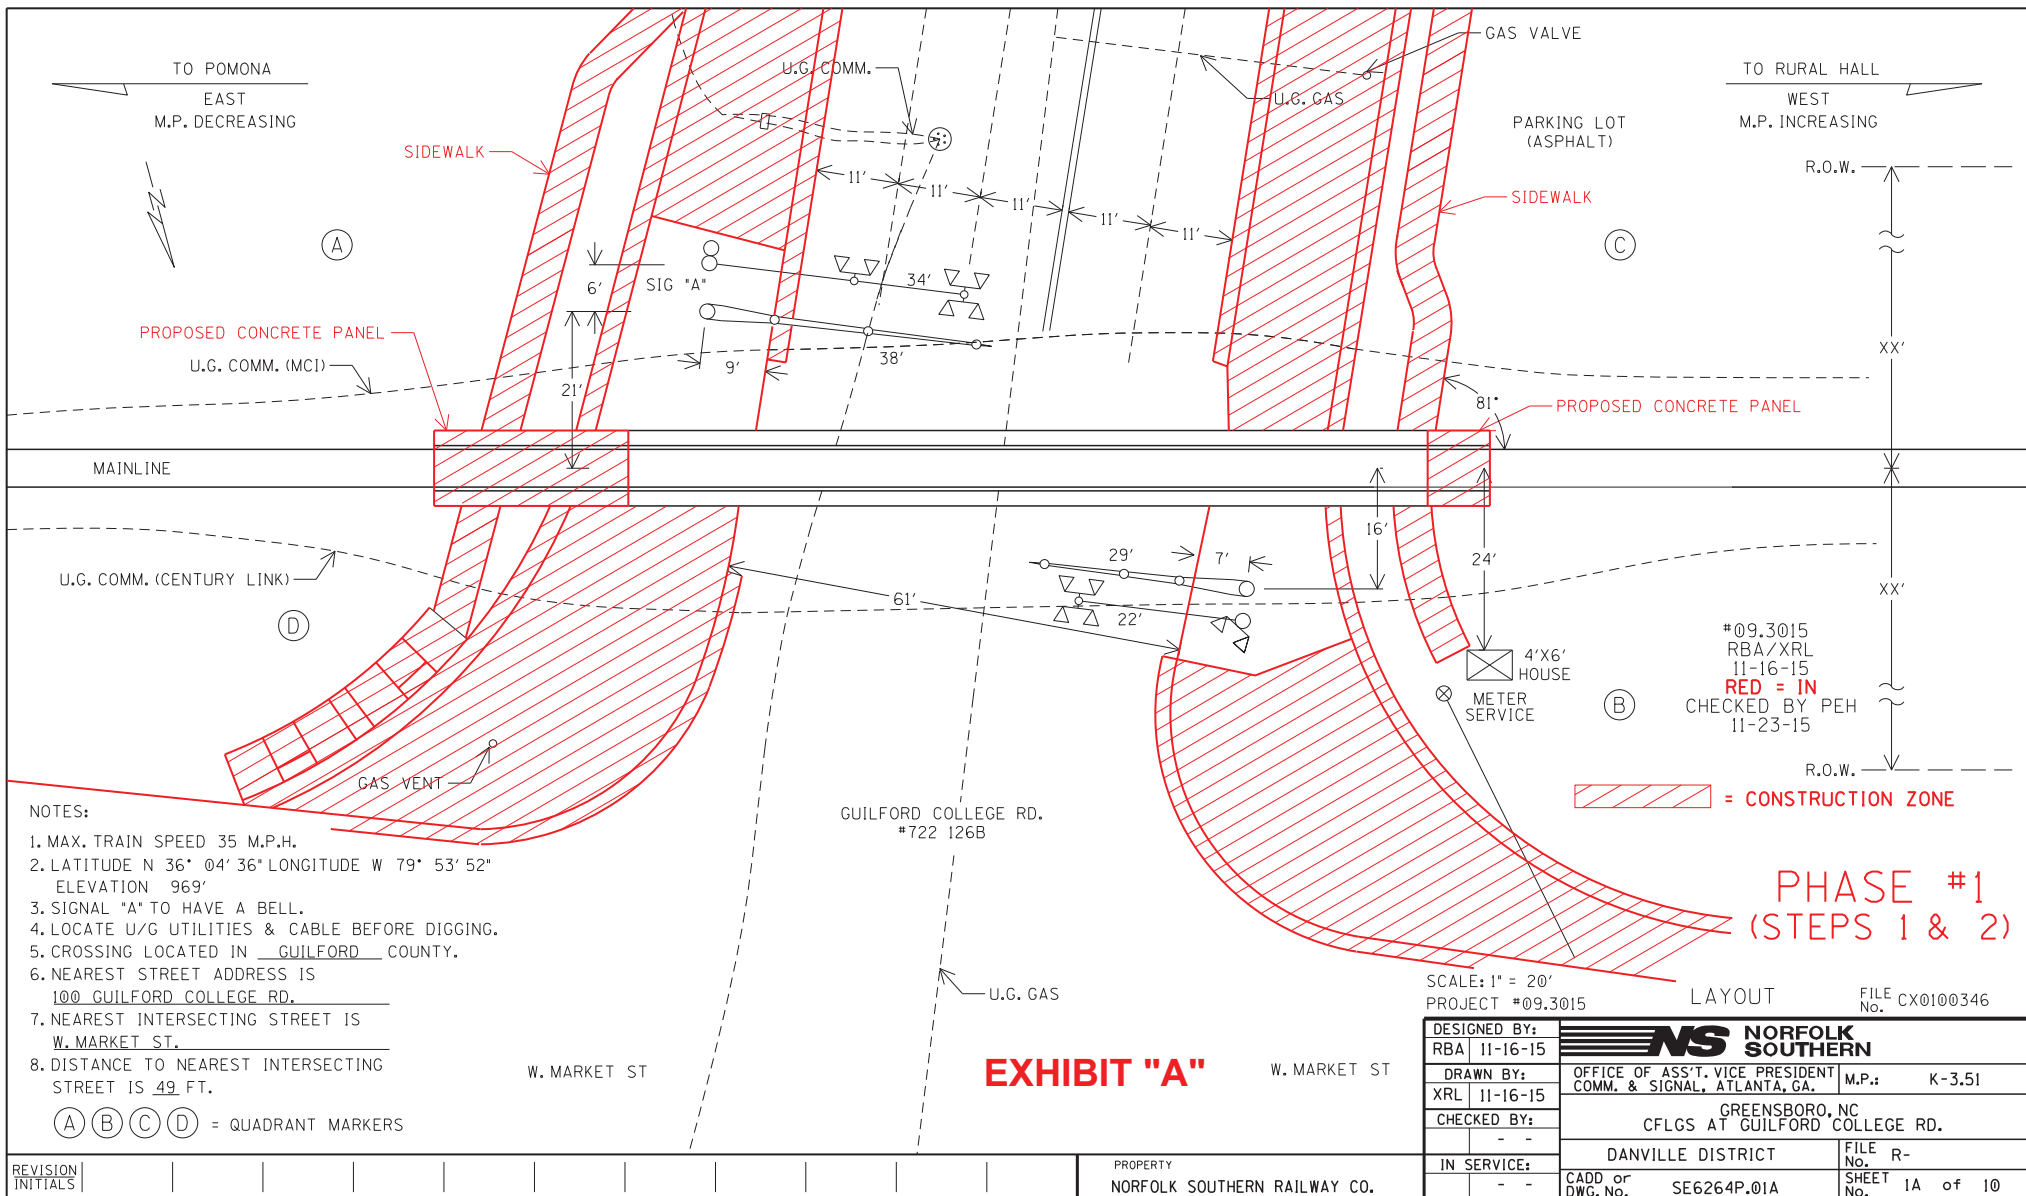 TO POMONA
EAST
M.P. DECREASING
U.G. COMM.
GAS VALVE
U.G. GAS
TO RURAL HALL
WEST
M.P. INCREASING
PARKING LOT
(ASPHALT)
R.O.W.
SIDEWALK
SIDEWALK
11'
11'
11'
11'
11'
A
C
6'
SIG "A"
34'
PROPOSED CONCRETE PANEL
U.G. COMM. (MCI)
21'
9'
38'
XX'
81°
PROPOSED CONCRETE PANEL
MAINLINE
16'
24'
29'
7'
U.G. COMM. (CENTURY LINK)
61'
22'
XX'
D
4'X6'
HOUSE
METER
SERVICE
B
#09.3015
RBA/XRL
11-16-15
RED = IN
CHECKED BY PEH
11-23-15
R.O.W.
GAS VENT
= CONSTRUCTION ZONE
GUILFORD COLLEGE RD.
#722 126B
NOTES:
1. MAX. TRAIN SPEED 35 M.P.H.
2. LATITUDE N 36° 04' 36" LONGITUDE W 79° 53' 52"
ELEVATION 969'
3. SIGNAL "A" TO HAVE A BELL.
4. LOCATE U/G UTILITIES & CABLE BEFORE DIGGING.
5. CROSSING LOCATED IN GUILFORD COUNTY.
6. NEAREST STREET ADDRESS IS
100 GUILFORD COLLEGE RD.
7. NEAREST INTERSECTING STREET IS
W. MARKET ST.
8. DISTANCE TO NEAREST INTERSECTING
STREET IS 49 FT.
A B C D = QUADRANT MARKERS
PHASE #1
(STEPS 1 & 2)
U.G. GAS
W. MARKET ST
EXHIBIT "A"
W. MARKET ST
SCALE: 1" = 20'
PROJECT #09.3015
LAYOUT
FILE No. CX0100346
DESIGNED BY:
RBA 11-16-15
DRAWN BY:
XRL 11-16-15
CHECKED BY:
- -
IN SERVICE:
- -
NS NORFOLK SOUTHERN
OFFICE OF ASS'T. VICE PRESIDENT
COMM. & SIGNAL, ATLANTA, GA.
M.P.: K-3.51
GREENSBORO, NC
CFLGS AT GUILFORD COLLEGE RD.
DANVILLE DISTRICT
FILE No. R-
CADD or DWG. No. SE6264P.01A
SHEET No. 1A of 10
REVISION
INITIALS
PROPERTY
NORFOLK SOUTHERN RAILWAY CO.